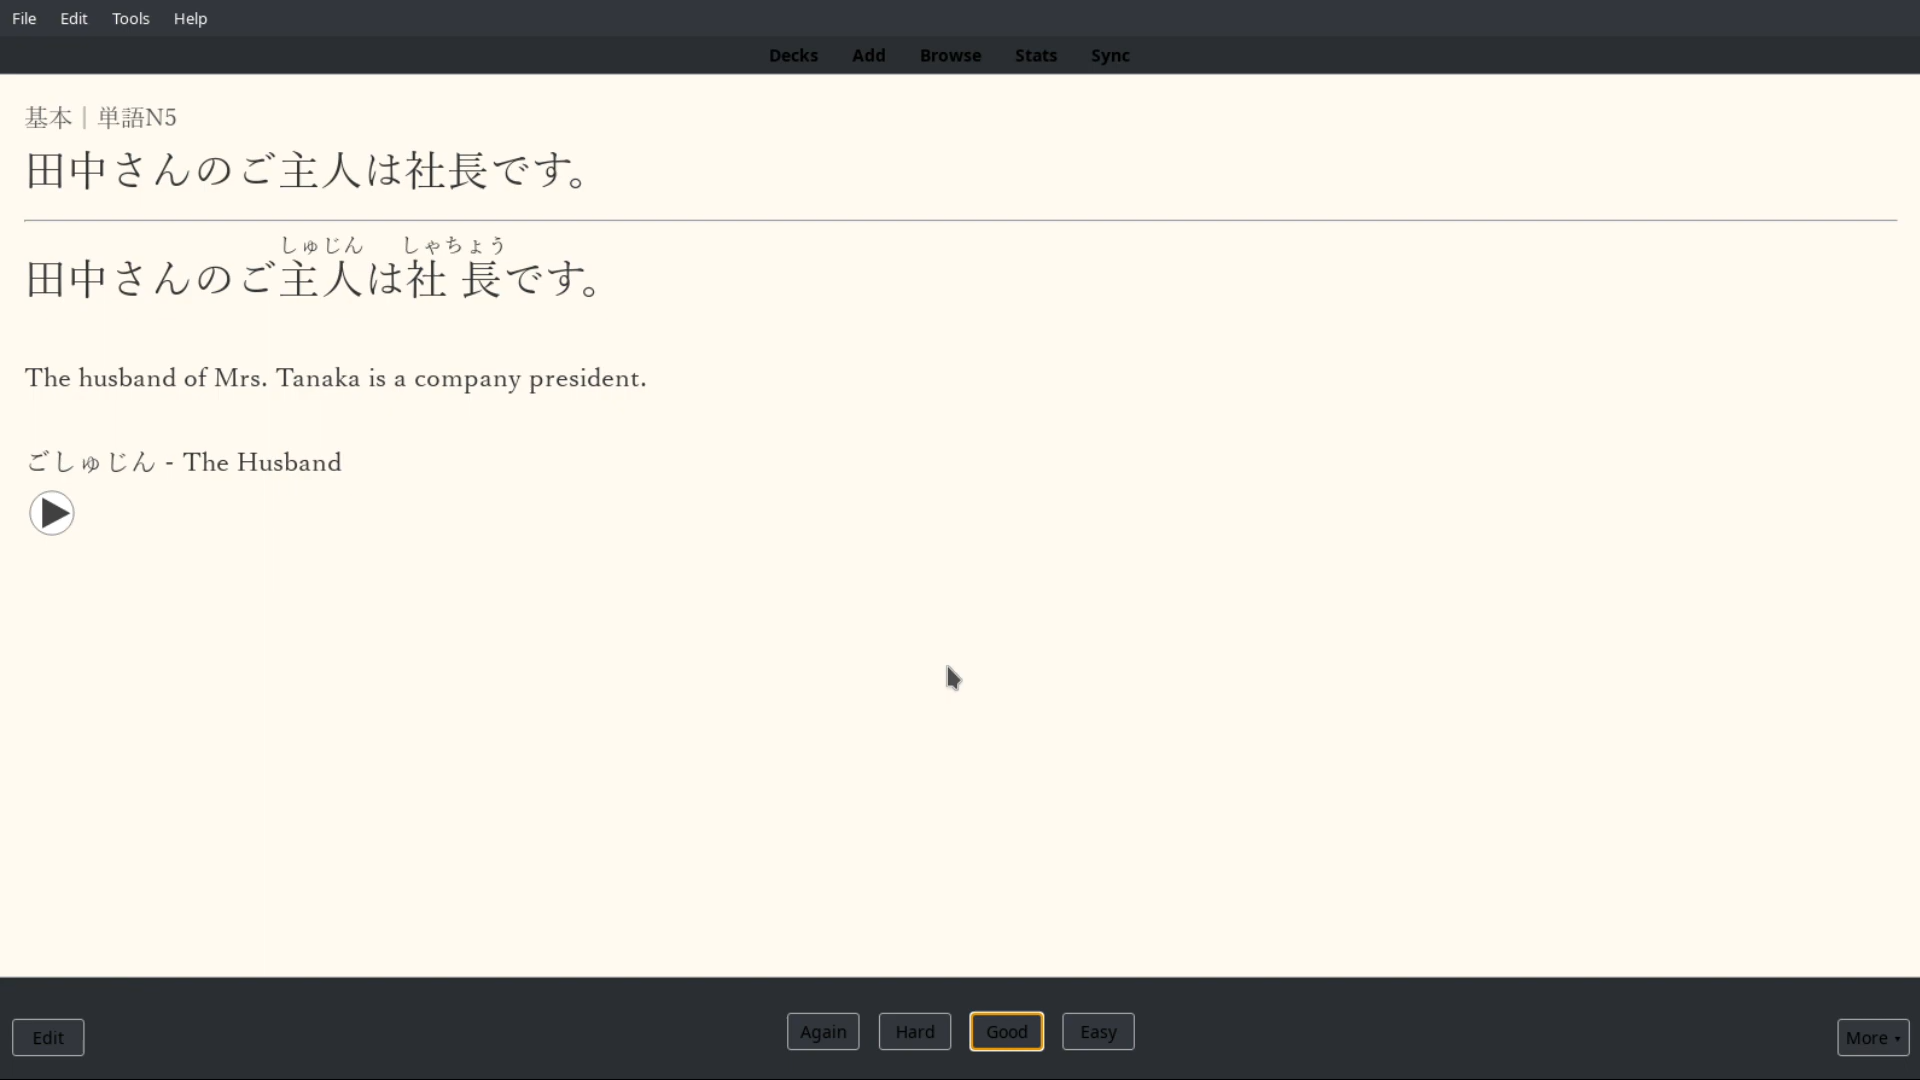 File Edit Tools Help
Decks Add Browse Stats Sync
基本｜単語N5
田中さんのご主人は社長です。
しゅじん しゃちょう
田中さんのご主人は社長です。
The husband of Mrs. Tanaka is a company president.
ごしゅじん - The Husband
Edit Again Hard Good Easy More